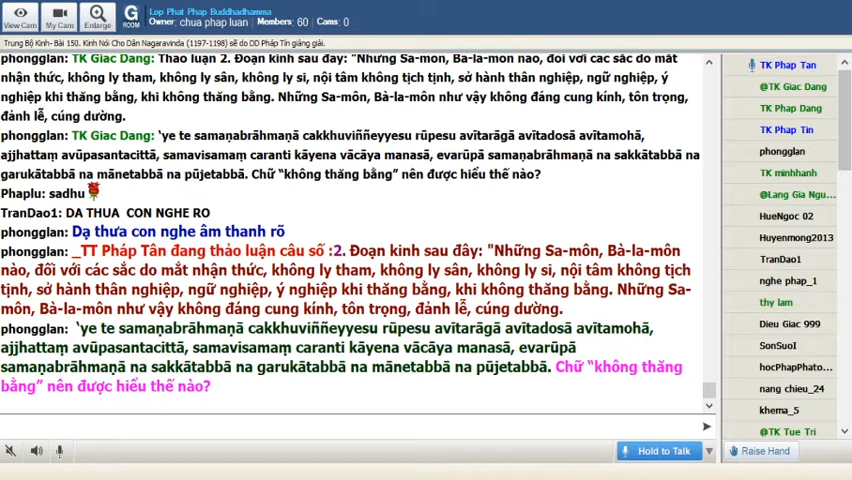 Lop Phat Phap Buddhadhamma
Owner: chua phap luan Members: 60 Cams: 0
View Cam
My Cam
Enlarge
G
ROOM
Trung Bộ Kinh- Bài 150. Kinh Nói Cho Dân Nagaravinda (1197-1198) sẽ do DD Pháp Tín giảng giải.
phongglan: TK Giac Dang: Thảo luận 2. Đoạn kinh sau đây: "Những Sa-môn, Bà-la-môn nào, đối với các sắc do mắt
nhận thức, không ly tham, không ly sân, không ly si, nội tâm không tịch tịnh, sở hành thân nghiệp, ngữ nghiệp, ý
nghiệp khi thăng bằng, khi không thăng bằng. Những Sa-môn, Bà-la-môn như vậy không đáng cung kính, tôn trọng,
đảnh lễ, cúng dường.
phongglan: TK Giac Dang: ‘ye te samaṇabrāhmaṇā cakkhuviññeyyesu rūpesu avītarāgā avītadosā avītamohā,
ajjhattaṃ avūpasantacittā, samavisamaṃ caranti kāyena vācāya manasā, evarūpā samaṇabrāhmaṇā na sakkātabbā na
garukātabbā na mānetabbā na pūjetabbā. Chữ “không thăng bằng” nên được hiểu thế nào?
Phaplu: sadhu
TranDao1: DA THUA CON NGHE RO
phongglan: Dạ thưa con nghe âm thanh rõ
phongglan: _TT Pháp Tân đang thảo luận câu số :2. Đoạn kinh sau đây: "Những Sa-môn, Bà-la-môn
nào, đối với các sắc do mắt nhận thức, không ly tham, không ly sân, không ly si, nội tâm không tịch
tịnh, sở hành thân nghiệp, ngữ nghiệp, ý nghiệp khi thăng bằng, khi không thăng bằng. Những Sa-
môn, Bà-la-môn như vậy không đáng cung kính, tôn trọng, đảnh lễ, cúng dường.
phongglan: ‘ye te samaṇabrāhmaṇā cakkhuviññeyyesu rūpesu avītarāgā avītadosā avītamohā,
ajjhattaṃ avūpasantacittā, samavisamaṃ caranti kāyena vācāya manasā, evarūpā
samaṇabrāhmaṇā na sakkātabbā na garukātabbā na mānetabbā na pūjetabbā. Chữ “không thăng
bằng” nên được hiểu thế nào?
Hold to Talk
TK Phap Tan
@TK Giac Dang
TK Phap Dang
TK Phap Tin
phongglan
TK minhhanh
@Lang Gia Ngu...
HueNgoc 02
Huyenmong2013
TranDao1
nghe phap_1
thy lam
Dieu Giac 999
SonSuoI
hocPhapPhato...
nang chieu_24
khema_5
@TK Tue Tri
Raise Hand